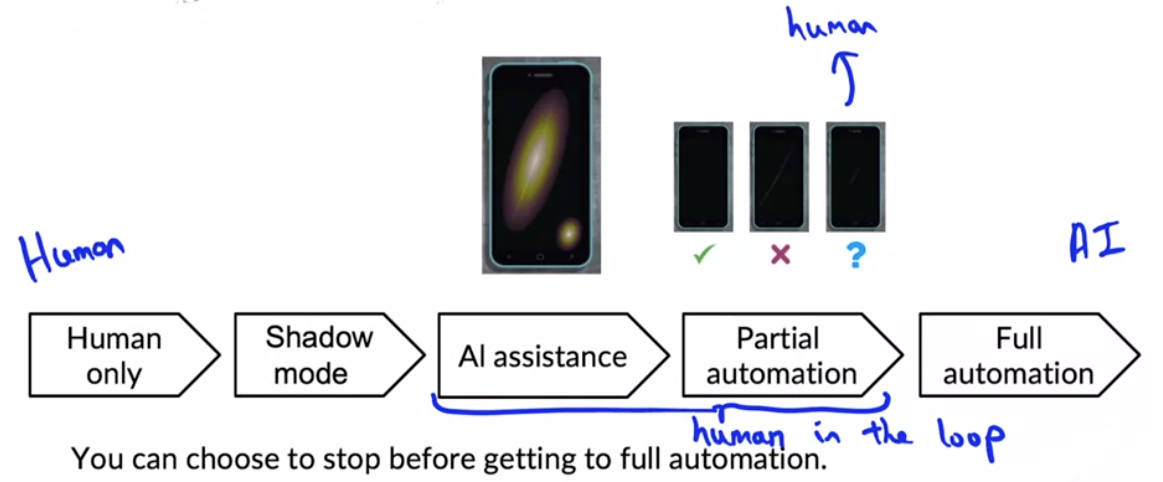 human
✓ ✗ ?
Human
AI
Human only
Shadow mode
AI assistance
Partial automation
Full automation
human in the loop
You can choose to stop before getting to full automation.